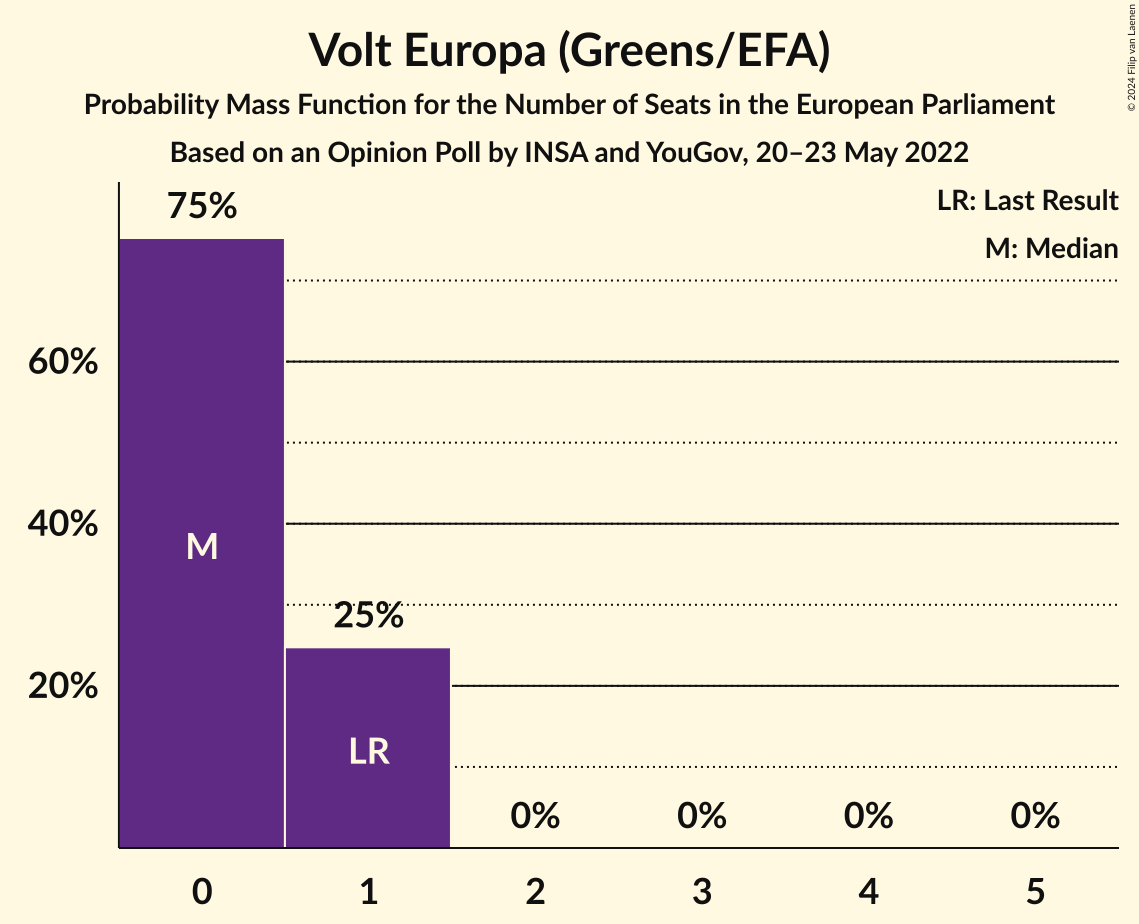 © 2024 Filip van Laenen
Volt Europa (Greens/EFA)
Probability Mass Function for the Number of Seats in the European Parliament
Based on an Opinion Poll by INSA and YouGov, 20–23 May 2022
LR: Last Result
M: Median
75%
60%
40%
20%
M
25%
LR
0% 0% 0% 0%
0 1 2 3 4 5